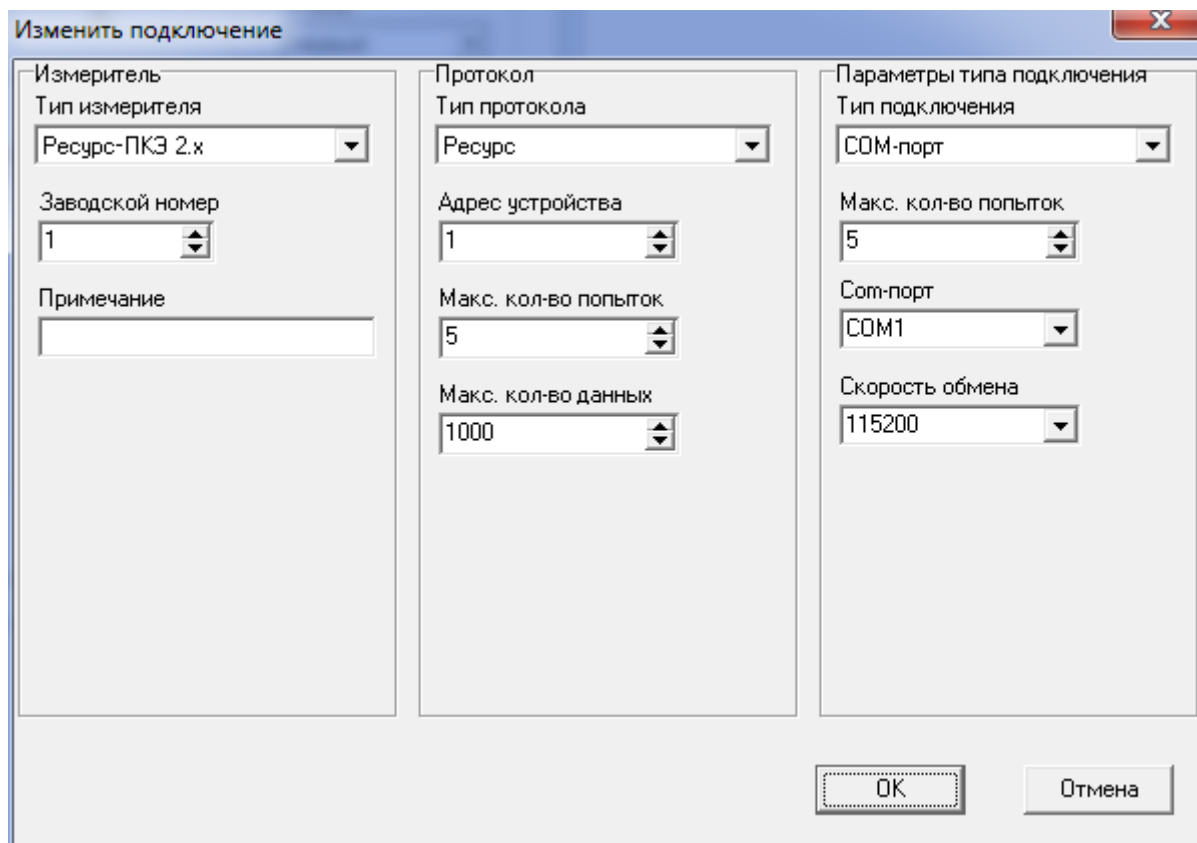 Изменить подключение
Измеритель
Тип измерителя
Ресурс-ПКЭ 2.x
Заводской номер
1
Примечание
Протокол
Тип протокола
Ресурс
Адрес устройства
1
Макс. кол-во попыток
5
Макс. кол-во данных
1000
Параметры типа подключения
Тип подключения
COM-порт
Макс. кол-во попыток
5
Com-порт
COM1
Скорость обмена
115200
OK
Отмена